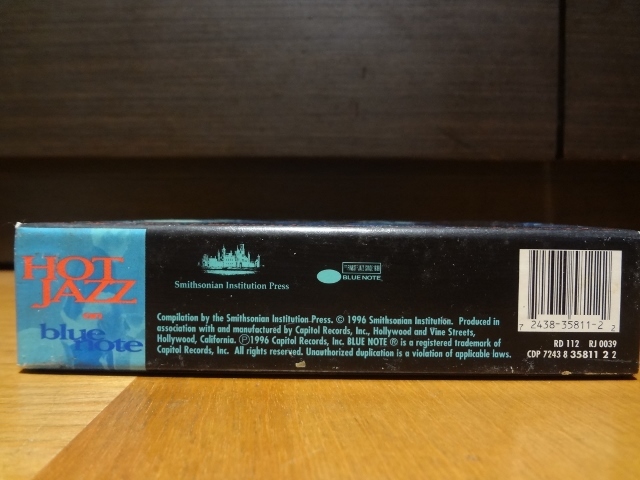 HOT
JAZZ
on
blue
note
Smithsonian Institution Press
BLUE NOTE
Compilation by the Smithsonian Institution Press. © 1996 Smithsonian Institution. Produced in
association with and manufactured by Capitol Records, Inc., Hollywood and Vine Streets,
Hollywood, California. ℗1996 Capitol Records, Inc. BLUE NOTE ® is a registered trademark of
Capitol Records, Inc. All rights reserved. Unauthorized duplication is a violation of applicable laws.
7 2438-35811-2 2
RD 112 RJ 0039
CDP 7243 8 35811 2 2